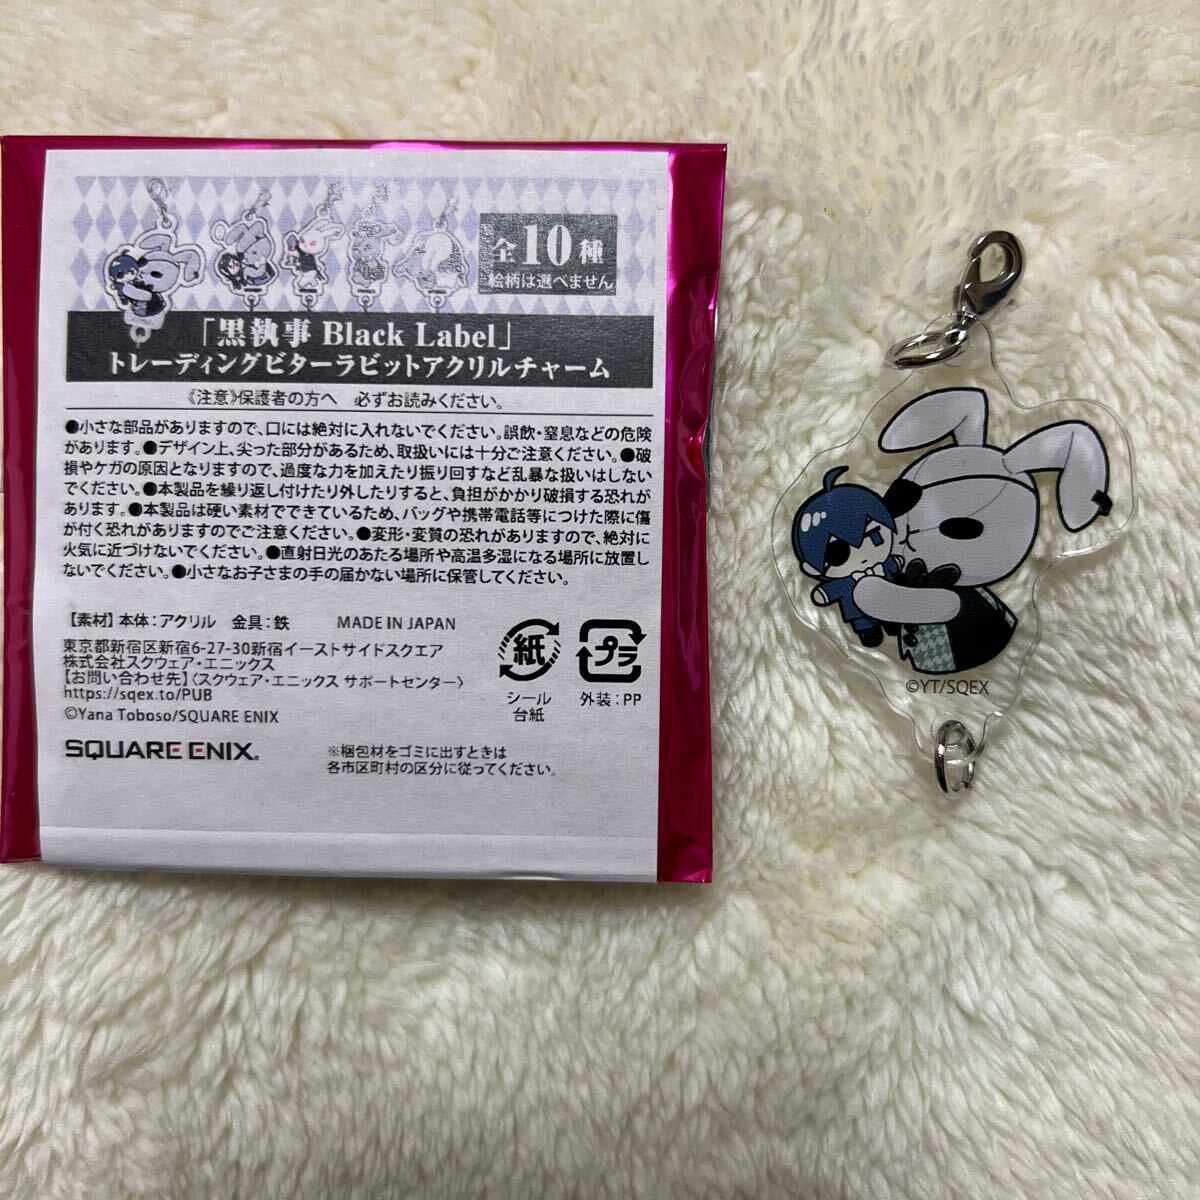 全10種
絵柄は選べません
「黒執事 Black Label」
トレーディングビターラビットアクリルチャーム
《注意》保護者の方へ 必ずお読みください。
●小さな部品がありますので、口には絶対に入れないでください。誤飲・窒息などの危険
があります。●デザイン上、尖った部分があるため、取扱いには十分ご注意ください。●破
損やケガの原因となりますので、過度な力を加えたり振り回すなど乱暴な扱いはしない
でください。●本製品を繰り返し付けたり外したりすると、負担がかかり破損する恐れが
あります。●本製品は硬い素材でできているため、バッグや携帯電話等につけた際に傷
が付く恐れがありますのでご注意ください。●変形・変質の恐れがありますので、絶対に
火気に近づけないでください。●直射日光のあたる場所や高温多湿になる場所に放置し
ないでください。●小さなお子さまの手の届かない場所に保管してください。
【素材】本体：アクリル 金具：鉄 MADE IN JAPAN
東京都新宿区新宿6-27-30新宿イーストサイドスクエア
株式会社スクウェア・エニックス
【お問い合わせ先】〈スクウェア・エニックス サポートセンター〉
https://sqex.to/PUB
©Yana Toboso/SQUARE ENIX
SQUARE ENIX.
紙
シール
台紙
プラ
外装：PP
※梱包材をゴミに出すときは
各市区町村の区分に従ってください。
©YT/SQEX